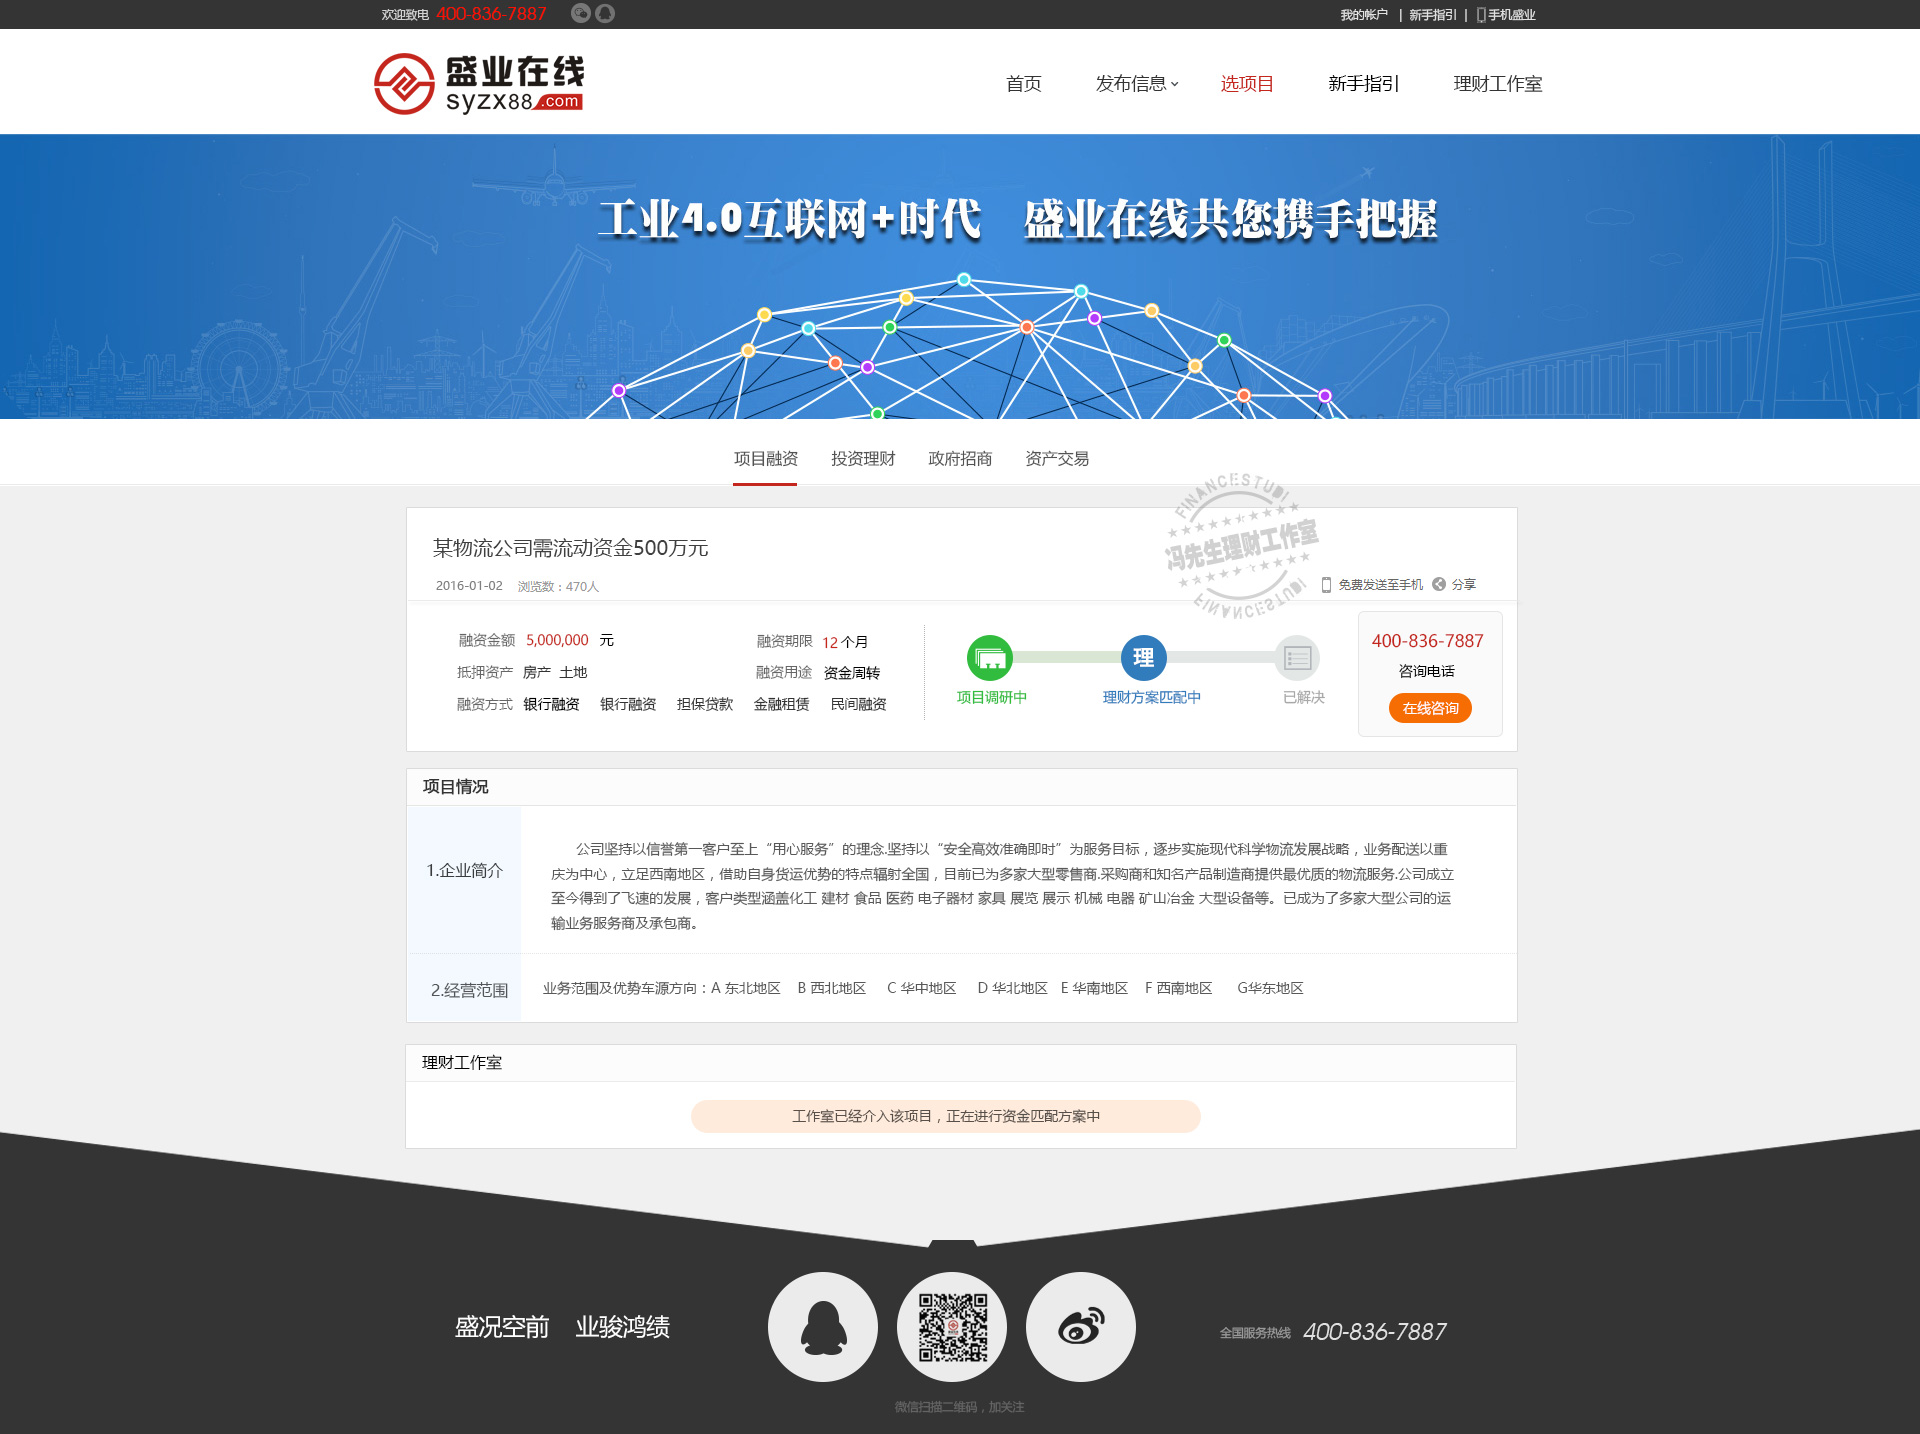 欢迎致电 400-836-7887
我的帐户 | 新手指引 | 手机盛业
盛业在线
syzx88.com
首页 发布信息 选项目 新手指引 理财工作室
工业4.0互联网+时代 盛业在线共您携手把握
项目融资 投资理财 政府招商 资产交易
FINANCESTUDI
冯先生理财工作室
FINANCESTUDI
某物流公司需流动资金500万元
2016-01-02 浏览数：470人
免费发送至手机 分享
融资金额 5,000,000 元 融资期限 12 个月
抵押资产 房产 土地 融资用途 资金周转
融资方式 银行融资 银行融资 担保贷款 金融租赁 民间融资
理
项目调研中 理财方案匹配中 已解决
400-836-7887
咨询电话
在线咨询
项目情况
1.企业简介
公司坚持以信誉第一客户至上“用心服务”的理念.坚持以“安全高效准确即时”为服务目标，逐步实施现代科学物流发展战略，业务配送以重
庆为中心，立足西南地区，借助自身货运优势的特点辐射全国，目前已为多家大型零售商.采购商和知名产品制造商提供最优质的物流服务.公司成立
至今得到了飞速的发展，客户类型涵盖化工 建材 食品 医药 电子器材 家具 展览 展示 机械 电器 矿山冶金 大型设备等。已成为了多家大型公司的运
输业务服务商及承包商。
2.经营范围
业务范围及优势车源方向：A 东北地区 B 西北地区 C 华中地区 D 华北地区 E 华南地区 F 西南地区 G华东地区
理财工作室
工作室已经介入该项目，正在进行资金匹配方案中
盛况空前 业骏鸿绩
全国服务热线 400-836-7887
微信扫描二维码，加关注